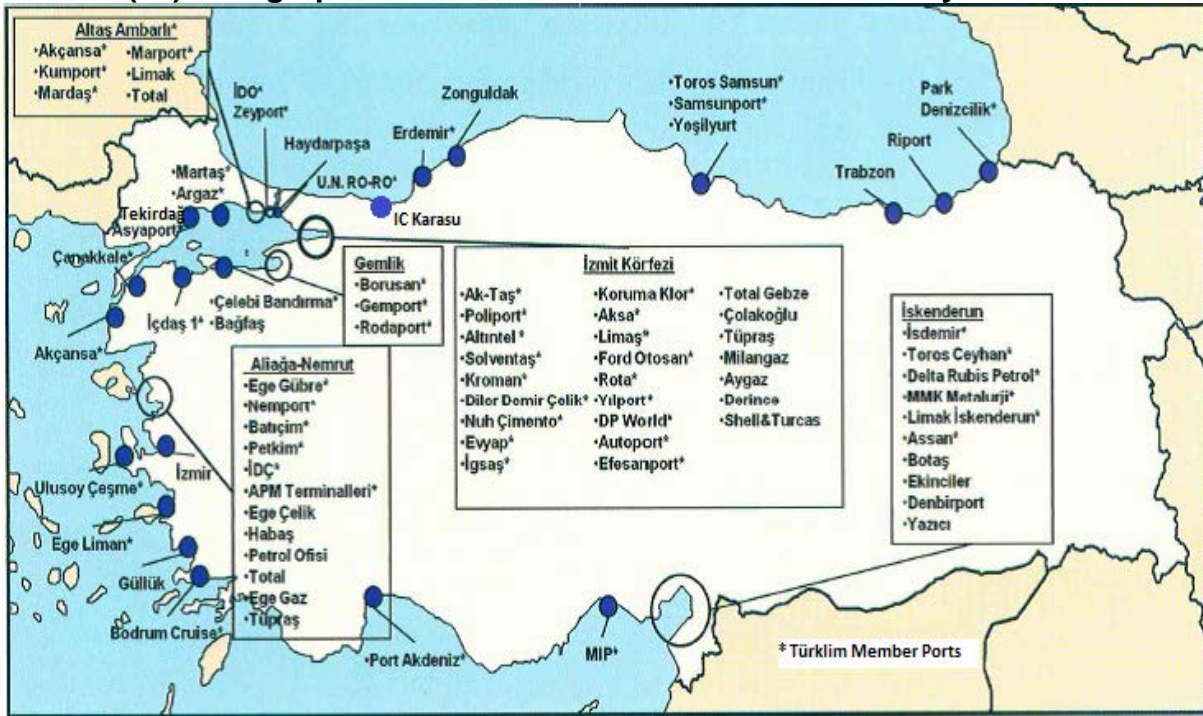 Altaş Ambarlı*
•Akçansa* •Marport*
•Kumport* •Limak
•Mardaş* •Total
İDO*
Zeyport*
Haydarpaşa
U.N. RO-RO*
Erdemir*
Zonguldak
•Toros Samsun*
•Samsunport*
•Yeşilyurt
Park
Denizcilik*
Riport
Trabzon
•Martaş*
•Argaz*
Tekirdağ
Asyaport*
IC Karasu
Çanakkale*
İçdaş 1*
Akçansa*
•Çelebi Bandırma*
•Bağfaş
Gemlik
•Borusan*
•Gemport*
•Rodaport*
İzmit Körfezi
•Ak-Taş* •Koruma Klor* •Total Gebze
•Poliport* •Aksa* •Çolakoğlu
•Altıntel* •Limaş* •Tüpraş
•Solventaş* •Ford Otosan* •Milangaz
•Kroman* •Rota* •Aygaz
•Diler Demir Çelik* •Yılport* •Derince
•Nuh Çimento* •DP World* •Shell&Turcas
•Evyap* •Autoport*
•İgsaş* •Efesanport*
İskenderun
•İsdemir*
•Toros Ceyhan*
•Delta Rubis Petrol*
•MMK Metalurji*
•Limak İskenderun*
•Assan*
•Botaş
•Ekinciler
•Denbirport
•Yazıcı
Aliağa-Nemrut
•Ege Gübre*
•Nemport*
•Batıçim*
•Petkim*
•İDÇ*
•APM Terminalleri*
•Ege Çelik
•Habaş
•Petrol Ofisi
•Total
•Ege Gaz
•Tüpraş
İzmir
Ulusoy Çeşme*
Ege Liman*
Güllük
Bodrum Cruise*
•Port Akdeniz*
MIP*
* Türklim Member Ports